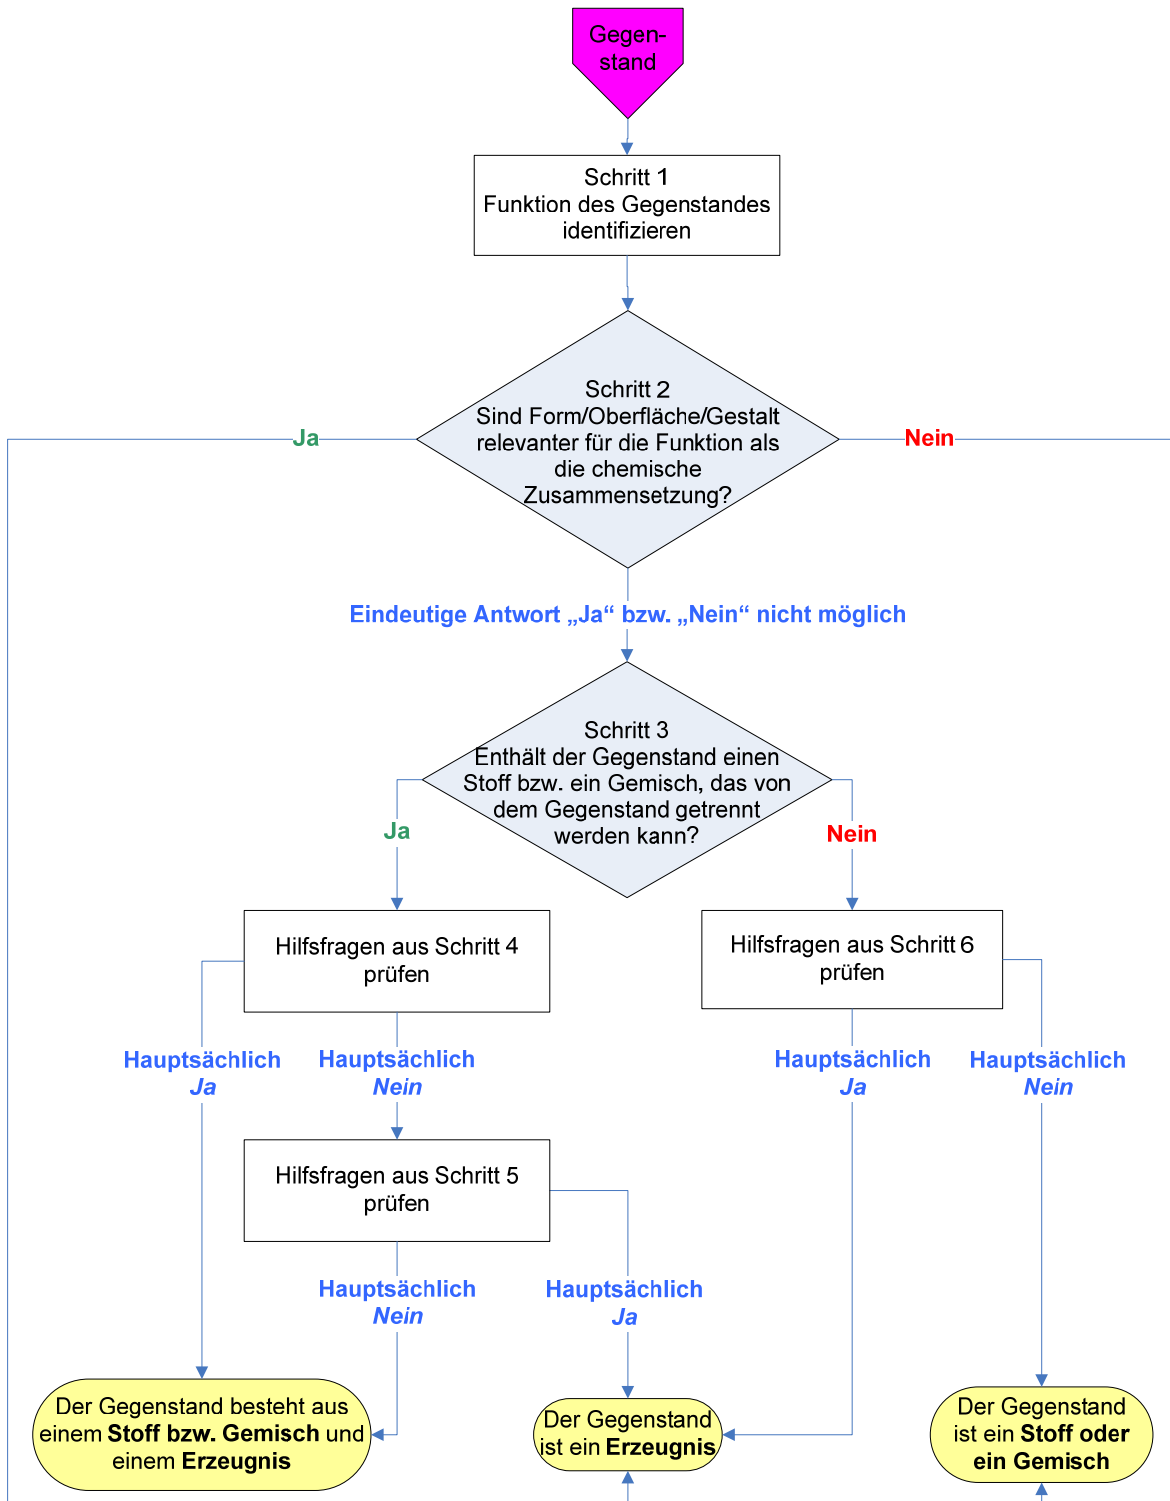 Gegen-
stand
Schritt 1
Funktion des Gegenstandes
identifizieren
Schritt 2
Sind Form/Oberfläche/Gestalt
relevanter für die Funktion als
die chemische
Zusammensetzung?
Ja
Nein
Eindeutige Antwort „Ja“ bzw. „Nein“ nicht möglich
Schritt 3
Enthält der Gegenstand einen
Stoff bzw. ein Gemisch, das von
dem Gegenstand getrennt
werden kann?
Ja
Nein
Hilfsfragen aus Schritt 4
prüfen
Hilfsfragen aus Schritt 6
prüfen
Hauptsächlich
Ja
Hauptsächlich
Nein
Hauptsächlich
Ja
Hauptsächlich
Nein
Hilfsfragen aus Schritt 5
prüfen
Hauptsächlich
Nein
Hauptsächlich
Ja
Der Gegenstand besteht aus
einem Stoff bzw. Gemisch und
einem Erzeugnis
Der Gegenstand
ist ein Erzeugnis
Der Gegenstand
ist ein Stoff oder
ein Gemisch